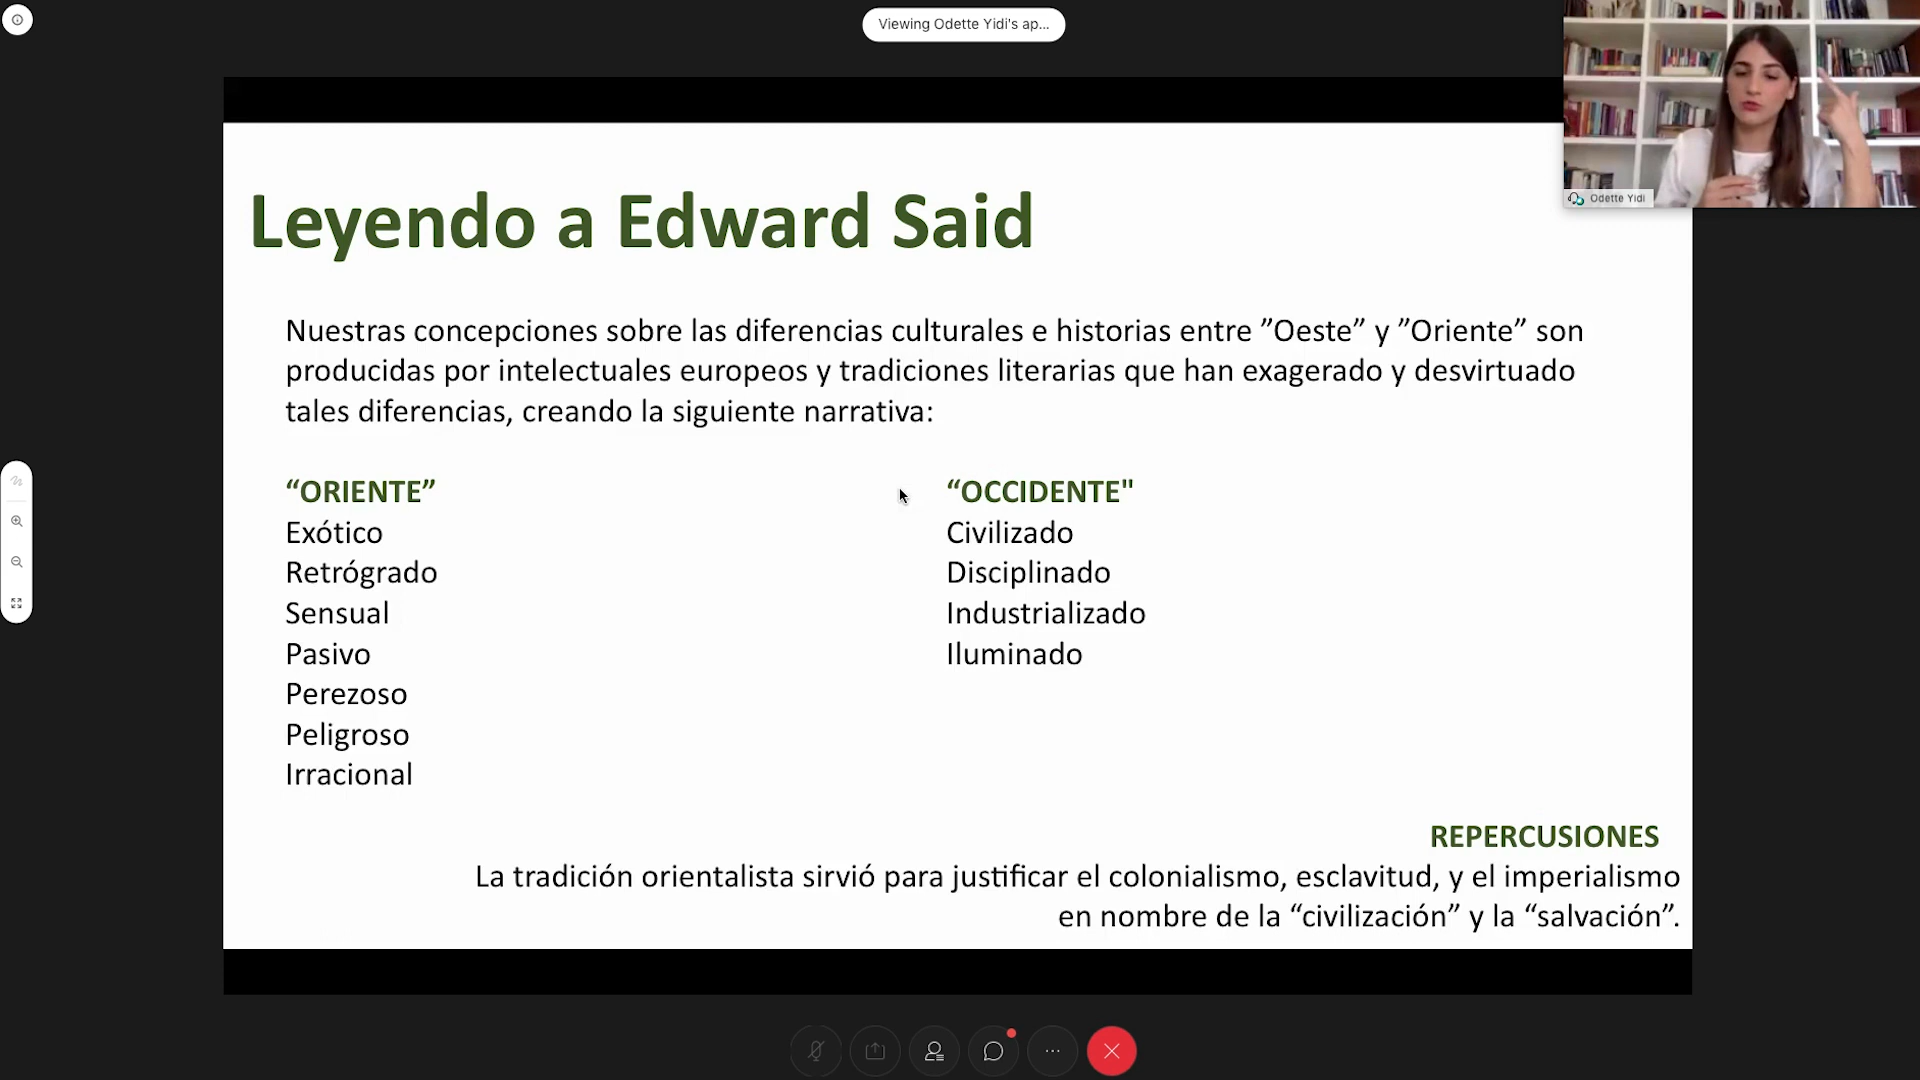 Viewing Odette Yidi's ap...
Odette Yidi
Leyendo a Edward Said
Nuestras concepciones sobre las diferencias culturales e historias entre ”Oeste” y ”Oriente” son
producidas por intelectuales europeos y tradiciones literarias que han exagerado y desvirtuado
tales diferencias, creando la siguiente narrativa:
“ORIENTE”
Exótico
Retrógrado
Sensual
Pasivo
Perezoso
Peligroso
Irracional
“OCCIDENTE"
Civilizado
Disciplinado
Industrializado
Iluminado
REPERCUSIONES
La tradición orientalista sirvió para justificar el colonialismo, esclavitud, y el imperialismo
en nombre de la “civilización” y la “salvación”.